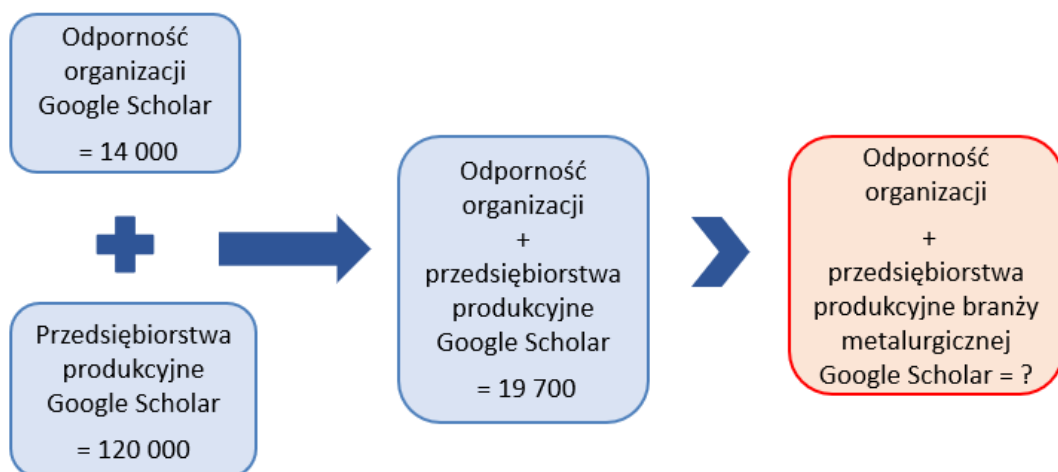 Odporność
organizacji
Google Scholar
= 14 000
Przedsiębiorstwa
produkcyjne
Google Scholar
= 120 000
Odporność
organizacji
+
przedsiębiorstwa
produkcyjne
Google Scholar
= 19 700
Odporność
organizacji
+
przedsiębiorstwa
produkcyjne branży
metalurgicznej
Google Scholar = ?